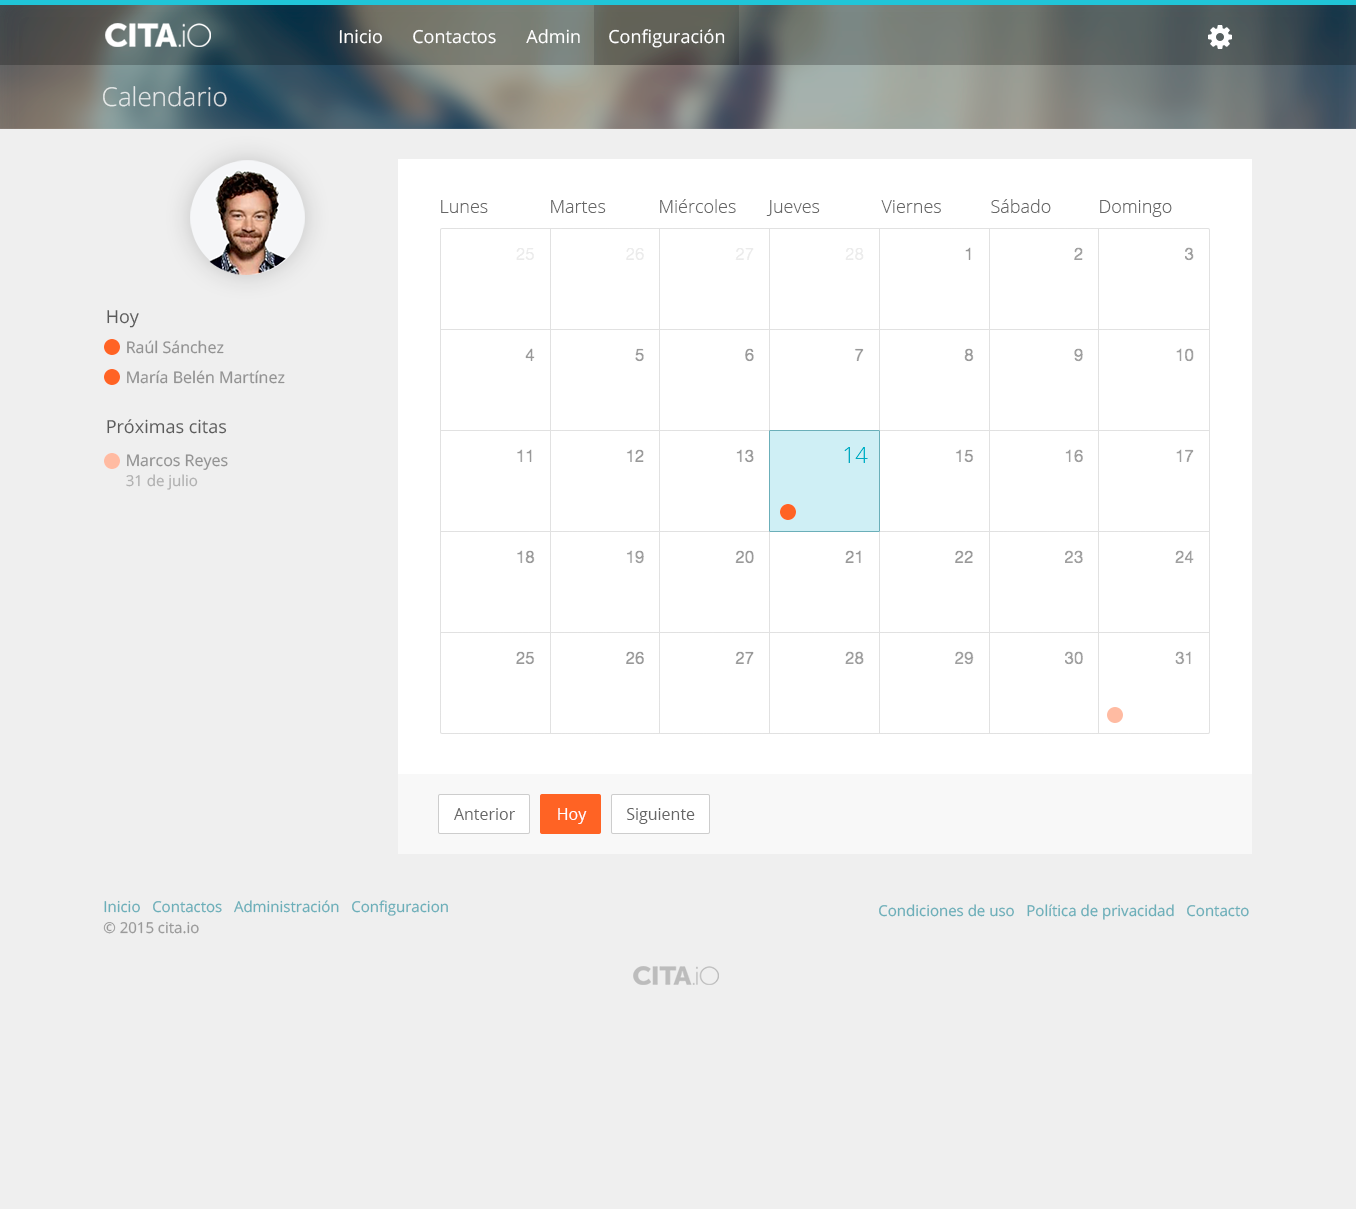 CITA.iO
Inicio Contactos Admin Configuración
Calendario
Hoy
Raúl Sánchez
María Belén Martínez
Próximas citas
Marcos Reyes
31 de julio
Lunes Martes Miércoles Jueves Viernes Sábado Domingo
25 26 27 28 1 2 3
4 5 6 7 8 9 10
11 12 13 14 15 16 17
18 19 20 21 22 23 24
25 26 27 28 29 30 31
Anterior Hoy Siguiente
Inicio Contactos Administración Configuracion
© 2015 cita.io
Condiciones de uso Política de privacidad Contacto
CITA.iO